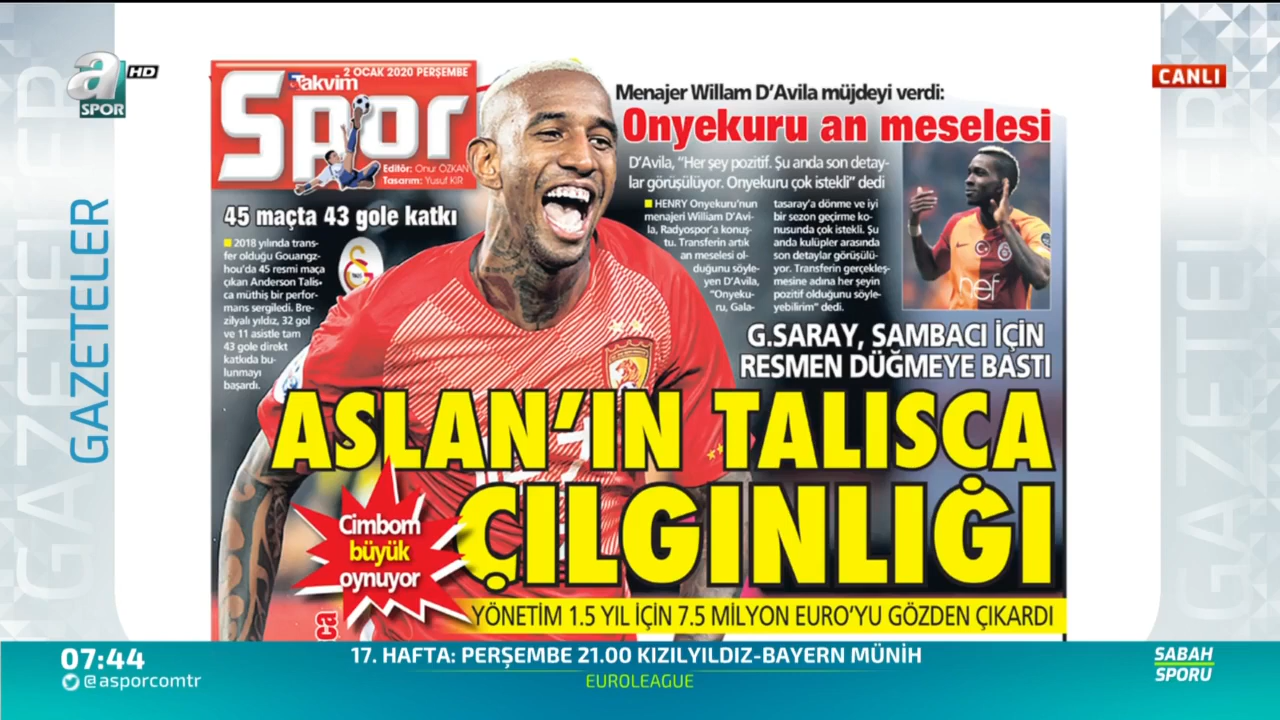 a
SPOR
HD
CANLI
GAZETELER
GAZETELER
GAZETELER
2 OCAK 2020 PERŞEMBE
Takvim
Spor
Editör: Onur ÖZKAN
Tasarım: Yusuf KIR
45 maçta 43 gole katkı
2018 yılında trans-
fer olduğu Gouangz-
hou'da 45 resmi maça
çıkan Anderson Talis-
ca müthiş bir perfor-
mans sergiledi. Bre-
zilyalı yıldız, 32 gol
ve 11 asistle tam
43 gole direkt
katkıda bu-
lunmayı
başardı.
Menajer Willam D'Avila müjdeyi verdi:
Onyekuru an meselesi
D'Avila, "Her şey pozitif. Şu anda son detay-
lar görüşülüyor. Onyekuru çok istekli" dedi
HENRY Onyekuru'nun
menajeri William D'Avi-
la, Radyospor'a konuş-
tu. Transferin artık
an meselesi ol-
duğunu söyle-
yen D'Avila,
"Onyeku-
ru, Gala-
tasaray'a dönme ve iyi
bir sezon geçirme ko-
nusunda çok istekli. Şu
anda kulüpler arasında
son detaylar görüşülü-
yor. Transferin gerçekleş-
mesine adına her şeyin
pozitif olduğunu söyle-
yebilirim" dedi.
nef
G.SARAY, SAMBACI İÇİN
RESMEN DÜĞMEYE BASTI
ASLAN'IN TALISCA
ÇILGINLIĞI
Cimbom
büyük
oynuyor
YÖNETİM 1.5 YIL İÇİN 7.5 MİLYON EURO'YU GÖZDEN ÇIKARDI
ca
07:44
@asporcomtr
17. HAFTA: PERŞEMBE 21.00 KIZILYILDIZ-BAYERN MÜNİH
EUROLEAGUE
SABAH
SPORU